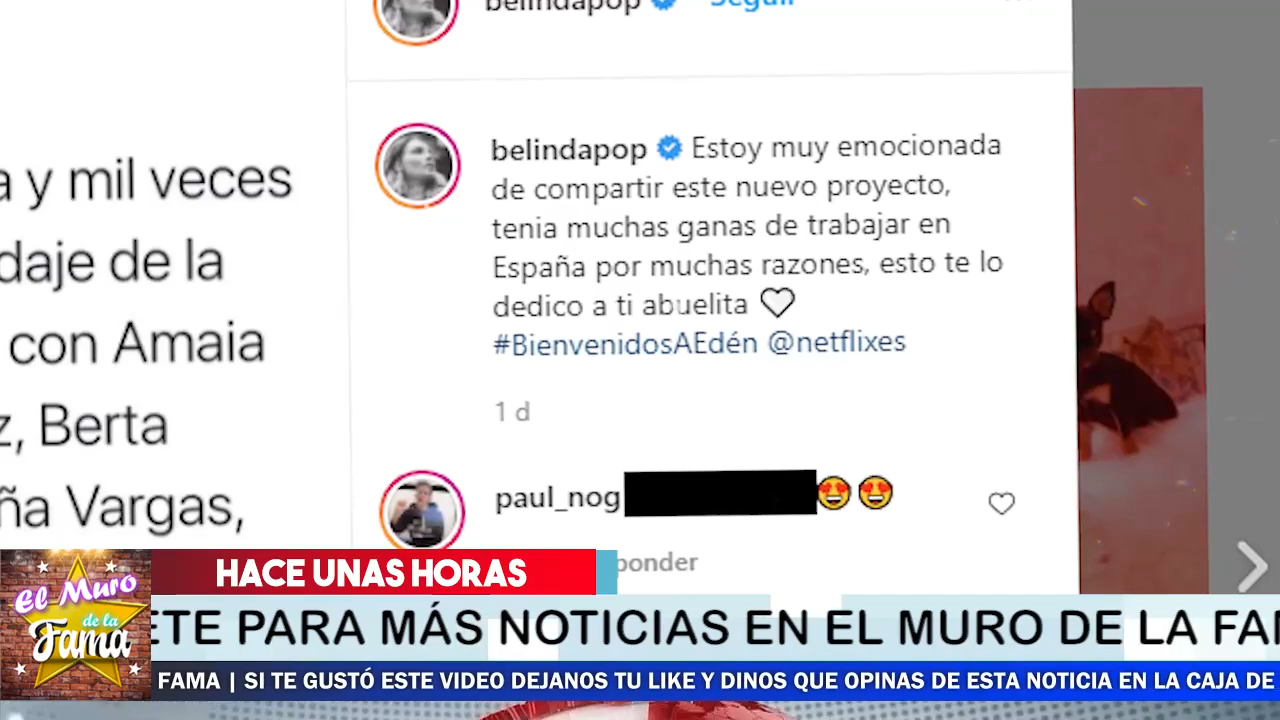 belindapop Seguir
a y mil veces
daje de la
con Amaia
z, Berta
ña Vargas,
belindapop Estoy muy emocionada
de compartir este nuevo proyecto,
tenia muchas ganas de trabajar en
España por muchas razones, esto te lo
dedico a ti abuelita
#BienvenidosAEdén @netflixes
1 d
paul_nog
ponder
HACE UNAS HORAS
El Muro
de la
Fama
ETE PARA MÁS NOTICIAS EN EL MURO DE LA FA
FAMA | SI TE GUSTÓ ESTE VIDEO DEJANOS TU LIKE Y DINOS QUE OPINAS DE ESTA NOTICIA EN LA CAJA DE